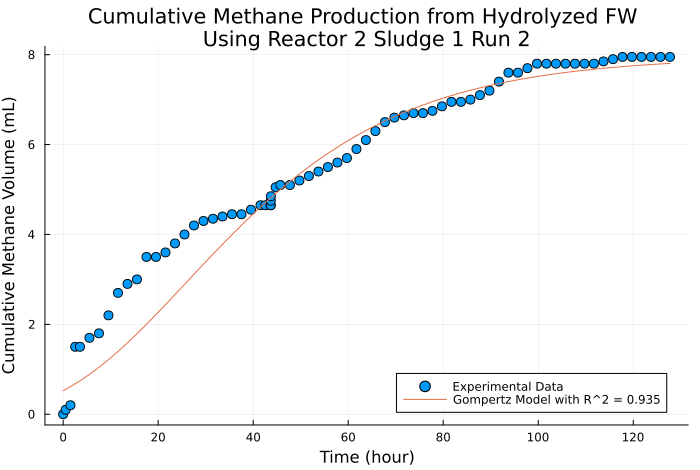 Cumulative Methane Production from Hydrolyzed FW
Using Reactor 2 Sludge 1 Run 2
Cumulative Methane Volume (mL)
8
6
4
2
0
0 20 40 60 80 100 120
Time (hour)
Experimental Data
Gompertz Model with R^2 = 0.935